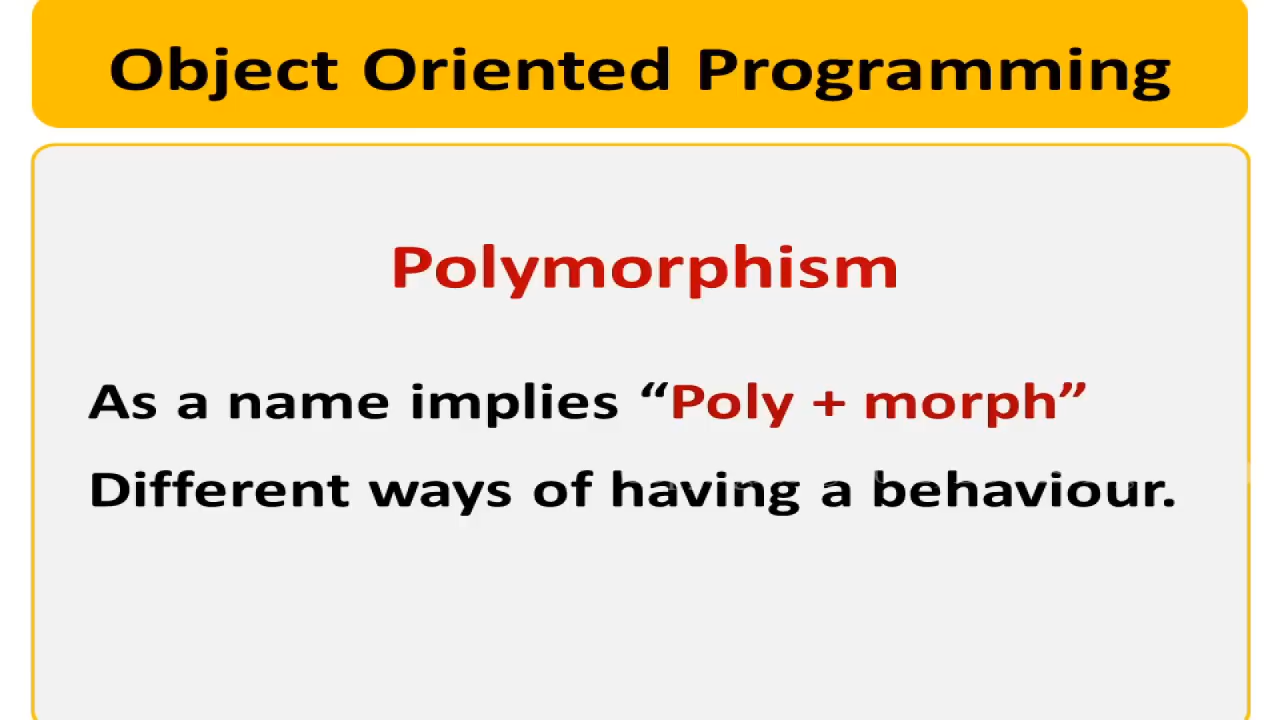 Object Oriented Programming
Polymorphism
As a name implies “Poly + morph”
Different ways of having a behaviour.